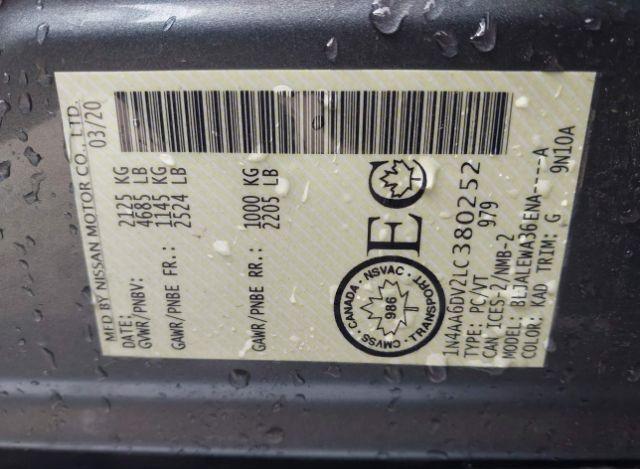 MFD BY NISSAN MOTOR CO., LTD.
DATE: 03/20
GVWR/PNBV: 2125 KG
4685 LB
GAWR/PNBE FR.: 1145 KG
2524 LB
GAWR/PNBE RR.: 1000 KG
2205 LB
CANADA · NSVAC · TRANSPORT · CMVSS
986
EC
1N4AA6DV2LC380252
TYPE: PC/VT 979
CAN ICES-2/NMB-2
MODEL: BLJALEWA36ENA----A
COLOR: KAD TRIM: G 9N10A